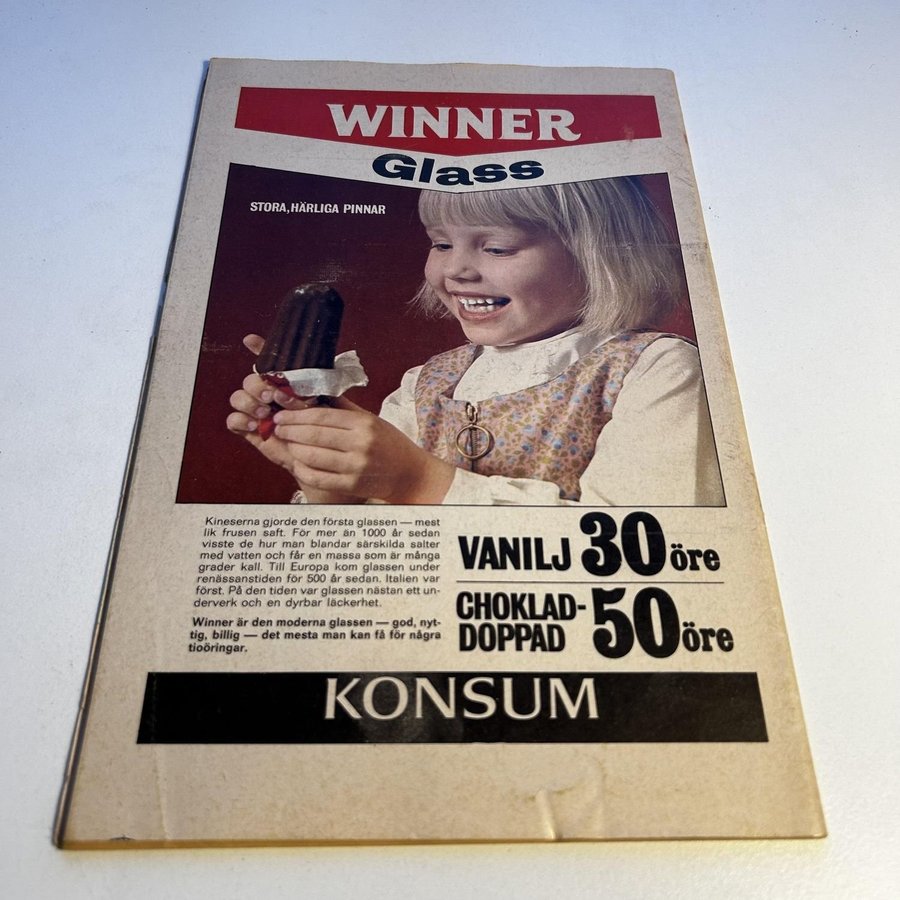 WINNER
Glass
STORA, HÄRLIGA PINNAR
Kineserna gjorde den första glassen — mest
lik frusen saft. För mer än 1000 år sedan
visste de hur man blandar särskilda salter
med vatten och får en massa som är många
grader kall. Till Europa kom glassen under
renässanstiden för 500 år sedan. Italien var
först. På den tiden var glassen nästan ett un-
derverk och en dyrbar läckerhet.
Winner är den moderna glassen — god, nyt-
tig, billig — det mesta man kan få för några
tioöringar.
VANILJ 30 öre
CHOKLAD-
DOPPAD 50 öre
KONSUM